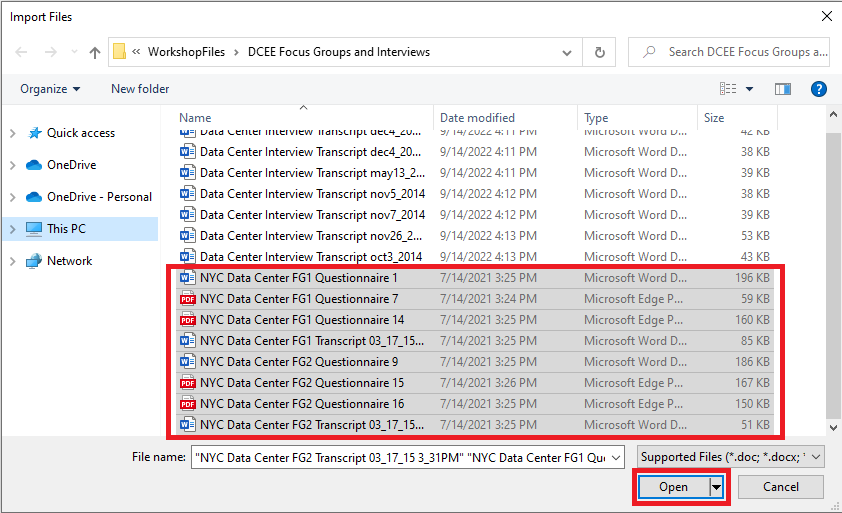 Import Files
« WorkshopFiles > DCEE Focus Groups and Interviews
Search DCEE Focus Groups a...
Organize New folder
Name Date modified Type Size
Quick access
OneDrive
OneDrive - Personal
This PC
Network
Data Center Interview Transcript dec4_20... 9/14/2022 4:11 PM Microsoft Word D... 42 KB
Data Center Interview Transcript dec4_20... 9/14/2022 4:11 PM Microsoft Word D... 38 KB
Data Center Interview Transcript may13_2... 9/14/2022 4:11 PM Microsoft Word D... 39 KB
Data Center Interview Transcript nov5_2014 9/14/2022 4:12 PM Microsoft Word D... 38 KB
Data Center Interview Transcript nov7_2014 9/14/2022 4:12 PM Microsoft Word D... 39 KB
Data Center Interview Transcript nov26_2... 9/14/2022 4:13 PM Microsoft Word D... 53 KB
Data Center Interview Transcript oct3_2014 9/14/2022 4:13 PM Microsoft Word D... 43 KB
NYC Data Center FG1 Questionnaire 1 7/14/2021 3:25 PM Microsoft Word D... 196 KB
PDF NYC Data Center FG1 Questionnaire 7 7/14/2021 3:24 PM Microsoft Edge P... 59 KB
PDF NYC Data Center FG1 Questionnaire 14 7/14/2021 3:25 PM Microsoft Edge P... 160 KB
NYC Data Center FG1 Transcript 03_17_15... 7/14/2021 3:25 PM Microsoft Word D... 85 KB
NYC Data Center FG2 Questionnaire 9 7/14/2021 3:25 PM Microsoft Word D... 186 KB
PDF NYC Data Center FG2 Questionnaire 15 7/14/2021 3:26 PM Microsoft Edge P... 167 KB
PDF NYC Data Center FG2 Questionnaire 16 7/14/2021 3:25 PM Microsoft Edge P... 150 KB
NYC Data Center FG2 Transcript 03_17_15... 7/14/2021 3:25 PM Microsoft Word D... 51 KB
File name: "NYC Data Center FG2 Transcript 03_17_15 3_31PM" "NYC Data Center FG1 Que
Supported Files (*.doc; *.docx; *
Open Cancel